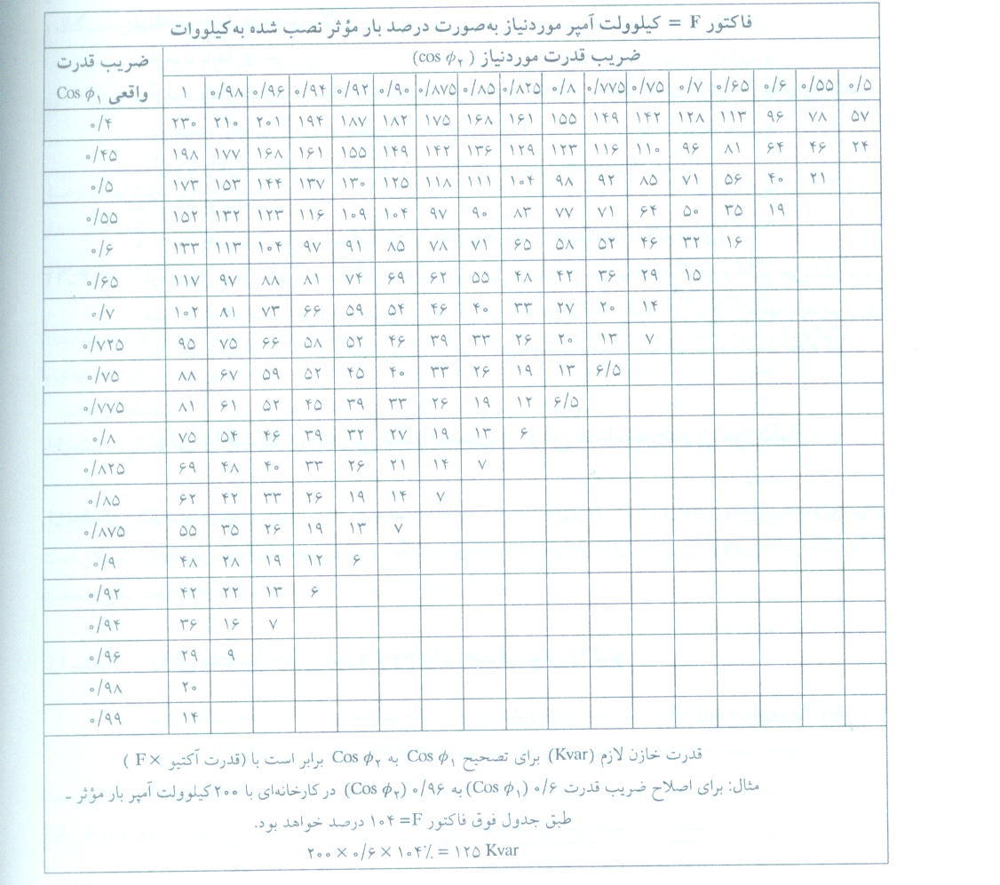 فاکتور F = کیلوولت آمپر موردنیاز به‌صورت درصد بار مؤثر نصب شده به کیلووات
ضریب قدرت واقعی Cos ϕ۱
ضریب قدرت موردنیاز (cos ϕ۲)
۱ ۰/۹۸ ۰/۹۶ ۰/۹۴ ۰/۹۲ ۰/۹۰ ۰/۸۷۵ ۰/۸۵ ۰/۸۲۵ ۰/۸ ۰/۷۷۵ ۰/۷۵ ۰/۷ ۰/۶۵ ۰/۶ ۰/۵۵ ۰/۵
۰/۴ ۲۳۰ ۲۱۰ ۲۰۱ ۱۹۴ ۱۸۷ ۱۸۲ ۱۷۵ ۱۶۸ ۱۶۱ ۱۵۵ ۱۴۹ ۱۴۲ ۱۲۸ ۱۱۳ ۹۶ ۷۸ ۵۷
۰/۴۵ ۱۹۸ ۱۷۷ ۱۶۸ ۱۶۱ ۱۵۵ ۱۴۹ ۱۴۲ ۱۳۶ ۱۲۹ ۱۲۳ ۱۱۶ ۱۱۰ ۹۶ ۸۱ ۶۴ ۴۶ ۲۴
۰/۵ ۱۷۳ ۱۵۳ ۱۴۴ ۱۳۷ ۱۳۰ ۱۲۵ ۱۱۸ ۱۱۱ ۱۰۴ ۹۸ ۹۲ ۸۵ ۷۱ ۵۶ ۴۰ ۲۱
۰/۵۵ ۱۵۲ ۱۳۲ ۱۲۳ ۱۱۶ ۱۰۹ ۱۰۴ ۹۷ ۹۰ ۸۳ ۷۷ ۷۱ ۶۴ ۵۰ ۳۵ ۱۹
۰/۶ ۱۳۳ ۱۱۳ ۱۰۴ ۹۷ ۹۱ ۸۵ ۷۸ ۷۱ ۶۵ ۵۸ ۵۲ ۴۶ ۳۲ ۱۶
۰/۶۵ ۱۱۷ ۹۷ ۸۸ ۸۱ ۷۴ ۶۹ ۶۲ ۵۵ ۴۸ ۴۲ ۳۶ ۲۹ ۱۵
۰/۷ ۱۰۲ ۸۱ ۷۳ ۶۶ ۵۹ ۵۴ ۴۶ ۴۰ ۳۳ ۲۷ ۲۰ ۱۴
۰/۷۲۵ ۹۵ ۷۵ ۶۶ ۵۸ ۵۲ ۴۶ ۳۹ ۳۳ ۲۶ ۲۰ ۱۳ ۷
۰/۷۵ ۸۸ ۶۷ ۵۹ ۵۲ ۴۵ ۴۰ ۳۳ ۲۶ ۱۹ ۱۳ ۶/۵
۰/۷۷۵ ۸۱ ۶۱ ۵۲ ۴۵ ۳۹ ۳۳ ۲۶ ۱۹ ۱۲ ۶/۵
۰/۸ ۷۵ ۵۴ ۴۶ ۳۹ ۳۲ ۲۷ ۱۹ ۱۳ ۶
۰/۸۲۵ ۶۹ ۴۸ ۴۰ ۳۳ ۲۶ ۲۱ ۱۴ ۷
۰/۸۵ ۶۲ ۴۲ ۳۳ ۲۶ ۱۹ ۱۴ ۷
۰/۸۷۵ ۵۵ ۳۵ ۲۶ ۱۹ ۱۳ ۷
۰/۹ ۴۸ ۲۸ ۱۹ ۱۲ ۶
۰/۹۲ ۴۲ ۲۲ ۱۳ ۶
۰/۹۴ ۳۶ ۱۶ ۷
۰/۹۶ ۲۹ ۹
۰/۹۸ ۲۰
۰/۹۹ ۱۴
قدرت خازن لازم (Kvar) برای تصحیح Cos ϕ۱ به Cos ϕ۲ برابر است با (قدرت آکتیو × F)
مثال: برای اصلاح ضریب قدرت ۰/۶ (Cos ϕ۱) به ۰/۹۶ (Cos ϕ۲) در کارخانه‌ای با ۲۰۰ کیلوولت آمپر بار مؤثر ـ
طبق جدول فوق فاکتور F= ۱۰۴ درصد خواهد بود.
۲۰۰ × ۰/۶ × ۱۰۴٪ = ۱۲۵ Kvar